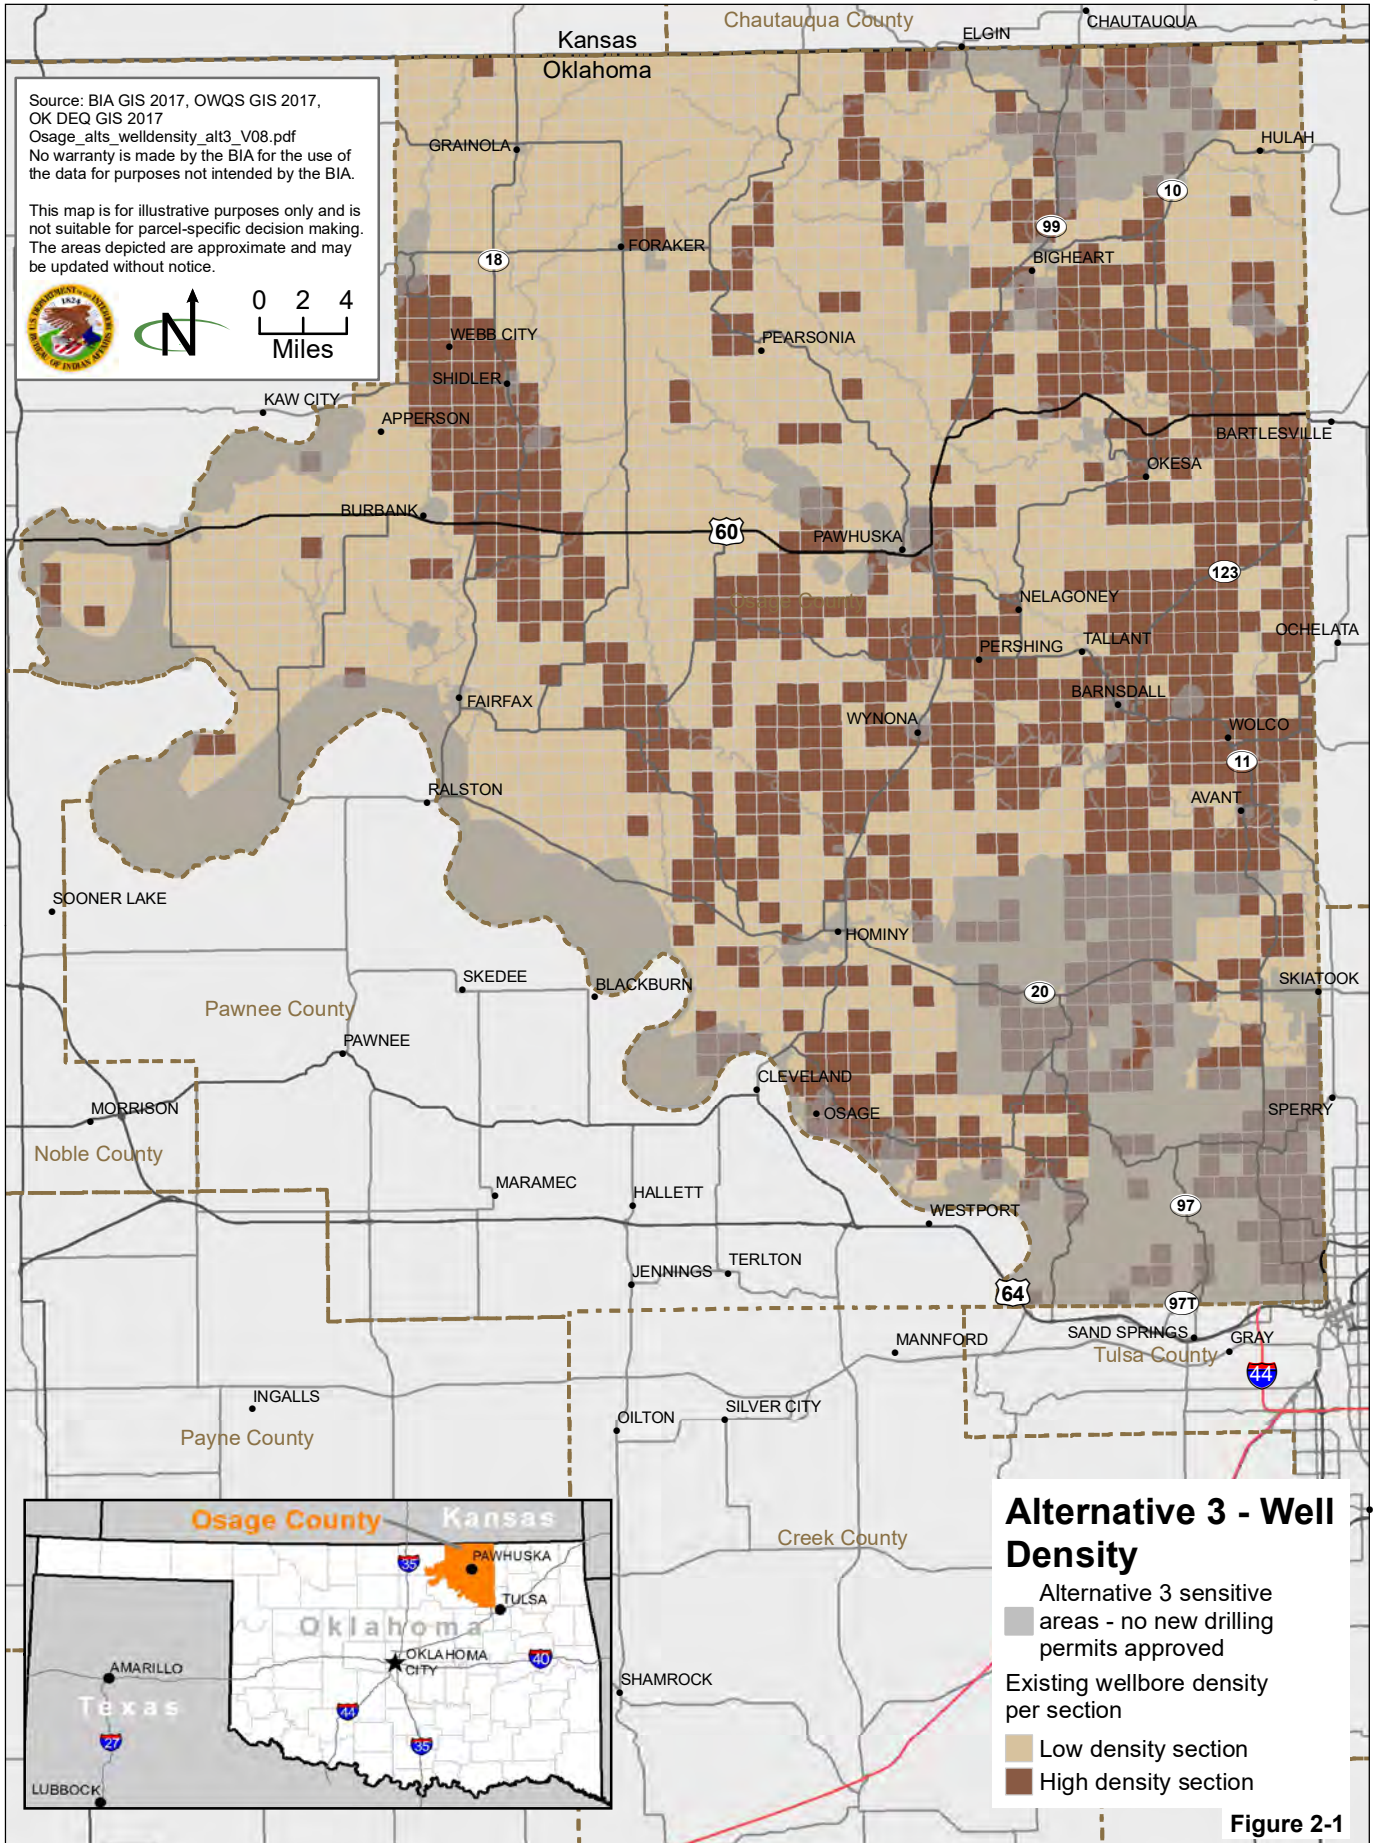 Chautauqua County
CHAUTAUQUA
ELGIN
Kansas
Oklahoma
Source: BIA GIS 2017, OWQS GIS 2017,
OK DEQ GIS 2017
Osage_alts_welldensity_alt3_V08.pdf
No warranty is made by the BIA for the use of
the data for purposes not intended by the BIA.
This map is for illustrative purposes only and is
not suitable for parcel-specific decision making.
The areas depicted are approximate and may
be updated without notice.
1824
N
0 2 4
Miles
GRAINOLA
HULAH
10
99
FORAKER
18
BIGHEART
WEBB CITY
PEARSONIA
SHIDLER
KAW CITY
APPERSON
BARTLESVILLE
OKESA
BURBANK
60
PAWHUSKA
123
Osage County
NELAGONEY
OCHELATA
PERSHING
TALLANT
BARNSDALL
FAIRFAX
WYNONA
WOLCO
11
RALSTON
AVANT
SOONER LAKE
HOMINY
SKEDEE
BLACKBURN
SKIATOOK
20
Pawnee County
PAWNEE
CLEVELAND
MORRISON
OSAGE
SPERRY
Noble County
MARAMEC
HALLETT
97
WESTPORT
JENNINGS
TERLTON
64
97T
MANNFORD
SAND SPRINGS
GRAY
Tulsa County
44
INGALLS
OILTON
SILVER CITY
Payne County
Creek County
SHAMROCK
Osage County
Kansas
35
PAWHUSKA
TULSA
Oklahoma
OKLAHOMA
CITY
40
AMARILLO
Texas
44
27
35
LUBBOCK
Alternative 3 - Well
Density
Alternative 3 sensitive
areas - no new drilling
permits approved
Existing wellbore density
per section
Low density section
High density section
Figure 2-1